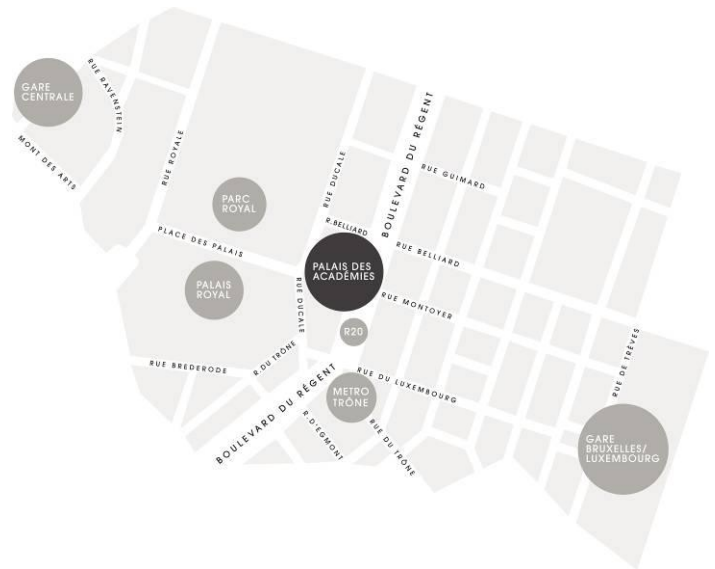 GARE
CENTRALE
RUE RAVENSTEIN
MONT DES ARTS
RUE ROYALE
PARC
ROYAL
RUE DUCALE
BOULEVARD DU RÉGENT
RUE GUIMARD
R.BELLIARD
RUE BELLIARD
PLACE DES PALAIS
PALAIS
ROYAL
RUE DUCALE
PALAIS DES
ACADÉMIES
RUE MONTOYER
R20
RUE BREDERODE
R.DU TRÔNE
BOULEVARD DU RÉGENT
METRO
TRÔNE
RUE DU LUXEMBOURG
R.D'EGMONT
RUE DU TRÔNE
RUE DE TRÈVES
GARE
BRUXELLES/
LUXEMBOURG